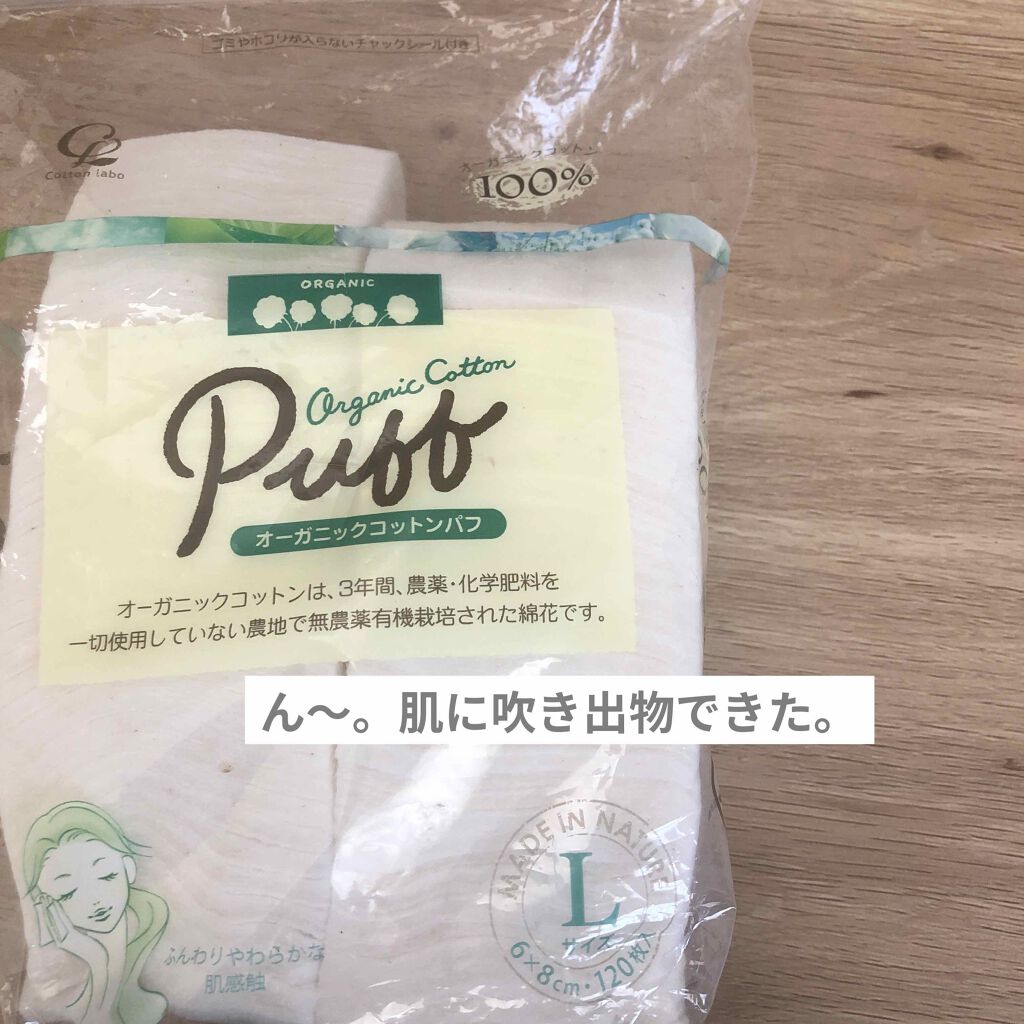 ゴミやホコリが入らないチャックシール付き
Cotton labo
オーガニックコットン
100%
ORGANIC
Organic Cotton
Puff
オーガニックコットンパフ
オーガニックコットンは、3年間、農薬・化学肥料を
一切使用していない農地で無農薬有機栽培された綿花です。
ん〜。肌に吹き出物できた。
MADE IN NATURE
L
サイズ
6×8cm・120枚入
ふんわりやわらかな
肌感触